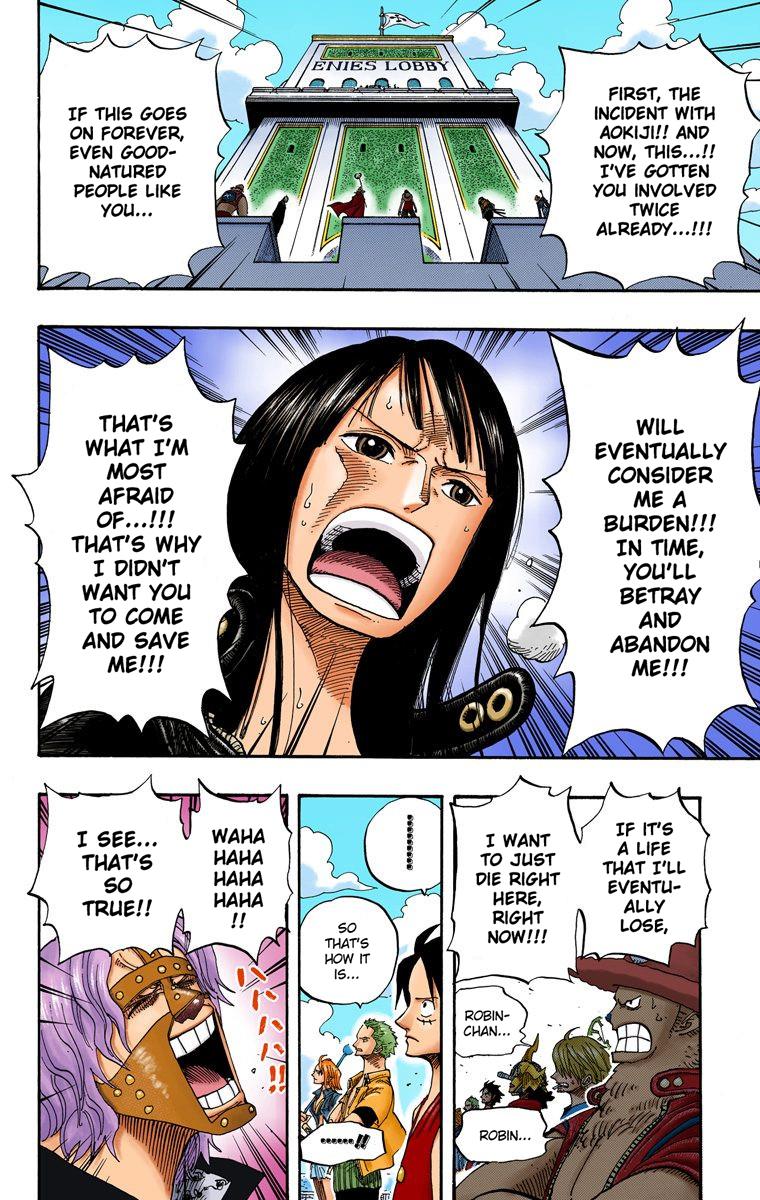 ENIES LOBBY
FIRST, THE
INCIDENT WITH
AOKIJI!! AND
NOW, THIS...!!
I'VE GOTTEN
YOU INVOLVED
TWICE
ALREADY...!!!
IF THIS GOES
ON FOREVER,
EVEN GOOD-
NATURED
PEOPLE LIKE
YOU...
WILL
EVENTUALLY
CONSIDER
ME A
BURDEN!!!
IN TIME,
YOU'LL
BETRAY
AND
ABANDON
ME!!!
THAT'S
WHAT I'M
MOST
AFRAID
OF...!!!
THAT'S WHY
I DIDN'T
WANT YOU
TO COME
AND SAVE
ME!!!
IF IT'S
A LIFE
THAT I'LL
EVENTU-
ALLY
LOSE,
I WANT
TO JUST
DIE RIGHT
HERE,
RIGHT
NOW!!!
ROBIN-
CHAN...
ROBIN...
..........
SO
THAT'S
HOW IT
IS...
.......!!
WAHA
HAHA
HAHA
HAHA
!!
I SEE...
THAT'S
SO
TRUE!!
ハハハハ!!